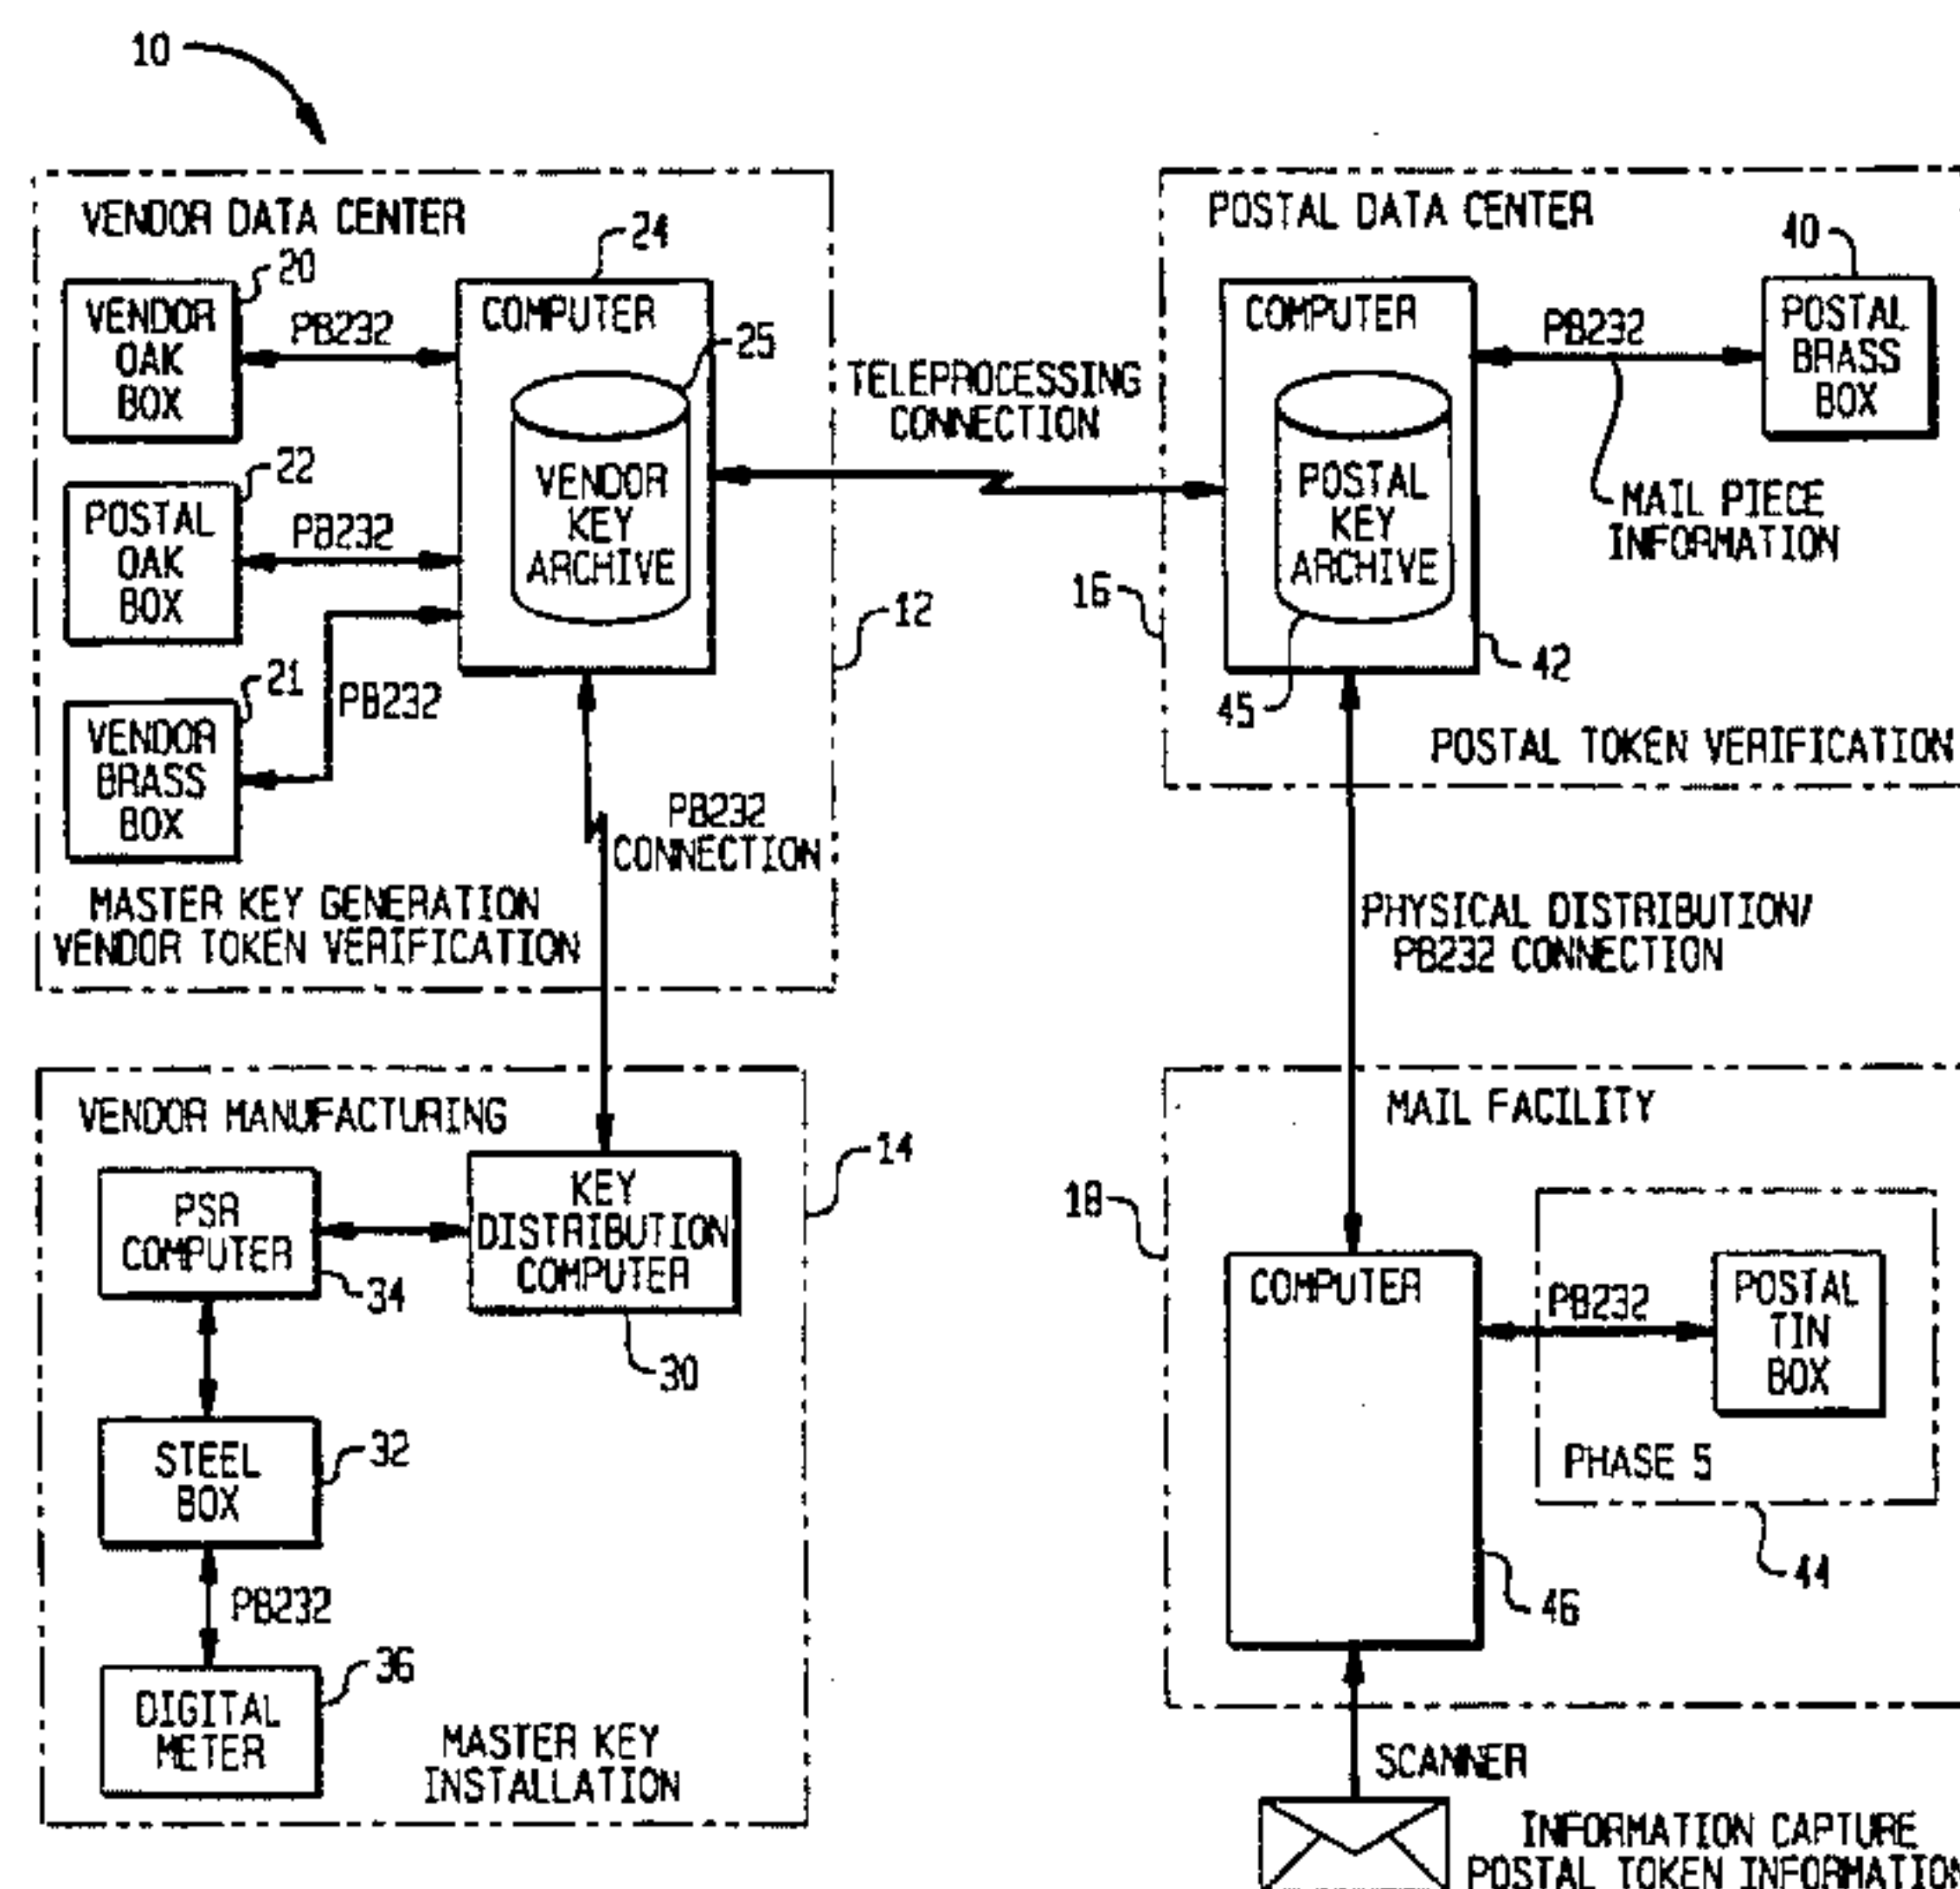 10
VENDOR DATA CENTER
20
VENDOR
OAK
BOX
PB232
24
COMPUTER
25
VENDOR
KEY
ARCHIVE
22
POSTAL
OAK
BOX
PB232
21
VENDOR
BRASS
BOX
PB232
12
PB232
CONNECTION
MASTER KEY GENERATION
VENDOR TOKEN VERIFICATION
TELEPROCESSING
CONNECTION
POSTAL DATA CENTER
40
COMPUTER
PB232
POSTAL
BRASS
BOX
POSTAL
KEY
ARCHIVE
MAIL PIECE
INFORMATION
16
45
42
POSTAL TOKEN VERIFICATION
PHYSICAL DISTRIBUTION/
PB232 CONNECTION
VENDOR MANUFACTURING
14
PSR
COMPUTER
34
KEY
DISTRIBUTION
COMPUTER
30
STEEL
BOX
32
PB232
DIGITAL
METER
36
MASTER KEY
INSTALLATION
MAIL FACILITY
18
COMPUTER
PB232
POSTAL
TIN
BOX
PHASE 5
44
46
SCANNER
INFORMATION CAPTURE
POSTAL TOKEN INFORMATION